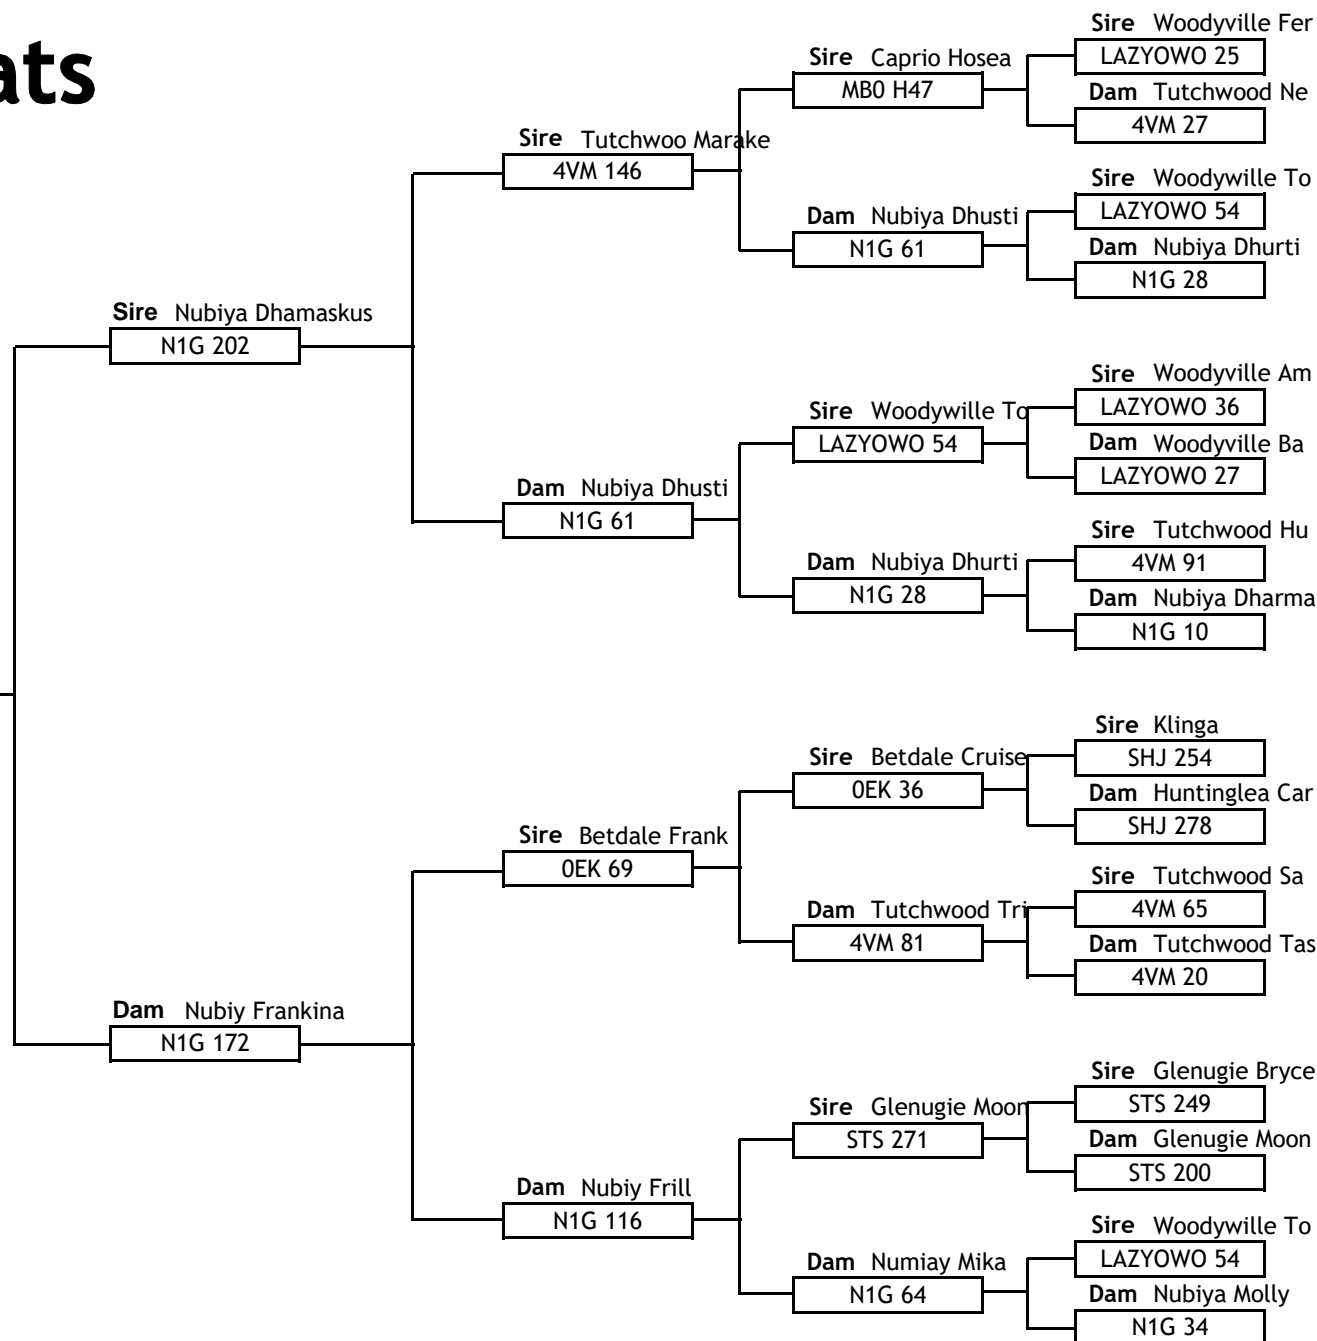 ats
Sire Nubiya Dhamaskus
N1G 202
Dam Nubiy Frankina
N1G 172
Sire Tutchwoo Marake
4VM 146
Dam Nubiya Dhusti
N1G 61
Sire Betdale Frank
0EK 69
Dam Nubiy Frill
N1G 116
Sire Caprio Hosea
MB0 H47
Dam Nubiya Dhusti
N1G 61
Sire Woodywille To
LAZYOWO 54
Dam Nubiya Dhurti
N1G 28
Sire Betdale Cruise
0EK 36
Dam Tutchwood Tri
4VM 81
Sire Glenugie Moon
STS 271
Dam Numiay Mika
N1G 64
Sire Woodyville Fer
LAZYOWO 25
Dam Tutchwood Ne
4VM 27
Sire Woodywille To
LAZYOWO 54
Dam Nubiya Dhurti
N1G 28
Sire Woodyville Am
LAZYOWO 36
Dam Woodyville Ba
LAZYOWO 27
Sire Tutchwood Hu
4VM 91
Dam Nubiya Dharma
N1G 10
Sire Klinga
SHJ 254
Dam Huntinglea Car
SHJ 278
Sire Tutchwood Sa
4VM 65
Dam Tutchwood Tas
4VM 20
Sire Glenugie Bryce
STS 249
Dam Glenugie Moon
STS 200
Sire Woodywille To
LAZYOWO 54
Dam Nubiya Molly
N1G 34